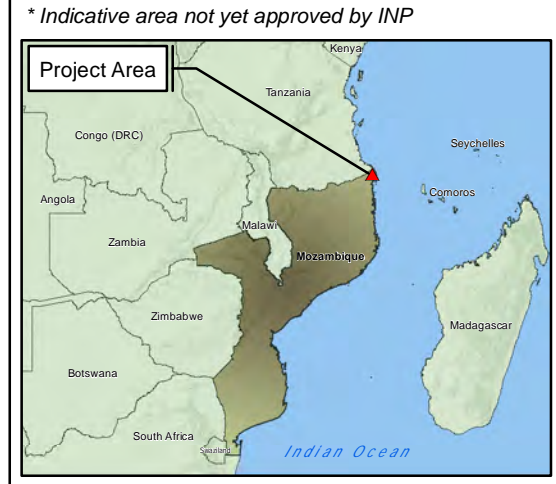 * Indicative area not yet approved by INP
Project Area
Kenya
Tanzania
Congo (DRC)
Seychelles
Angola
Comoros
Malawi
Zambia
Mozambique
Zimbabwe
Madagascar
Botswana
South Africa
Swaziland
Indian Ocean